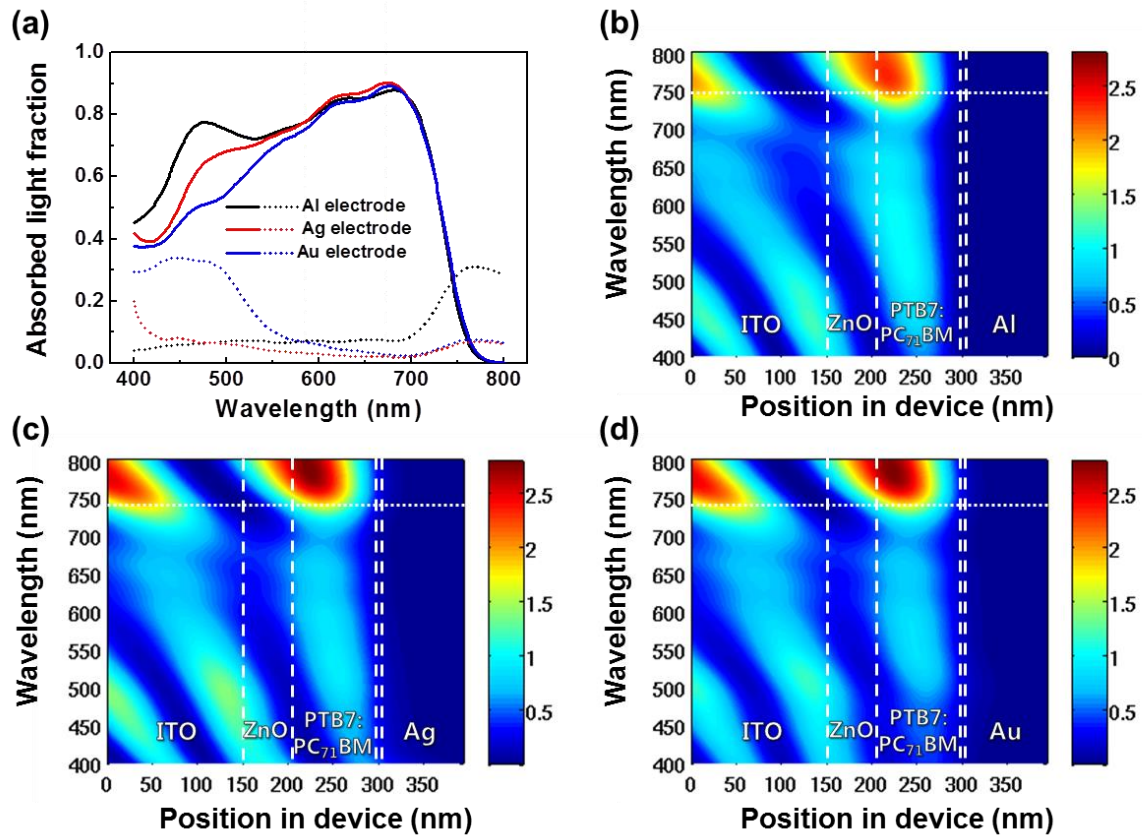 (a)
1.0
0.8
0.6
0.4
0.2
0.0
Absorbed light fraction
Al electrode
Ag electrode
Au electrode
400 500 600 700 800
Wavelength (nm)
(b)
800
750
700
650
600
550
500
450
400
Wavelength (nm)
ITO
ZnO
PTB7:
PC₇₁BM
Al
0 50 100 150 200 250 300 350
Position in device (nm)
2.5
2
1.5
1
0.5
0
(c)
800
750
700
650
600
550
500
450
400
Wavelength (nm)
ITO
ZnO
PTB7:
PC₇₁BM
Ag
0 50 100 150 200 250 300 350
Position in device (nm)
2.5
2
1.5
1
0.5
(d)
800
750
700
650
600
550
500
450
400
Wavelength (nm)
ITO
ZnO
PTB7:
PC₇₁BM
Au
0 50 100 150 200 250 300 350
Position in device (nm)
2.5
2
1.5
1
0.5